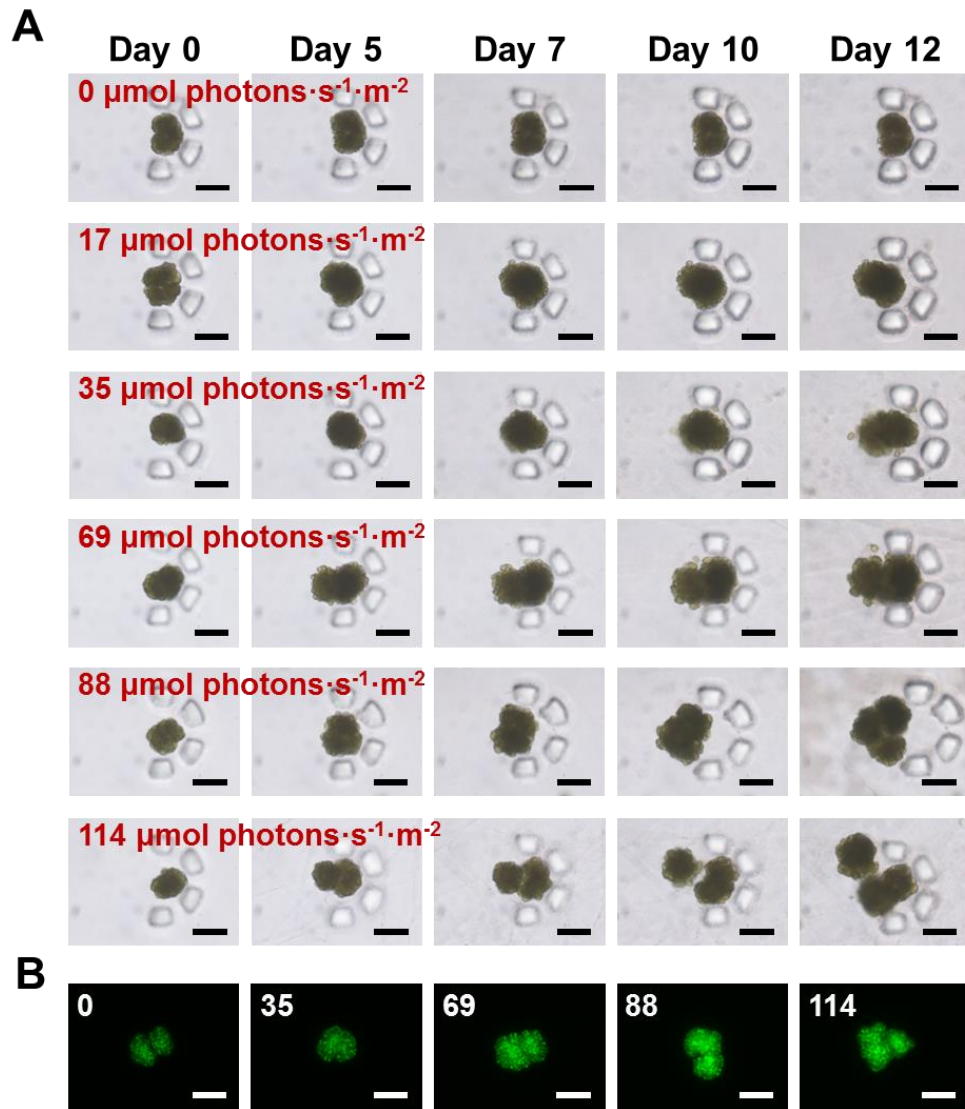 A
Day 0 Day 5 Day 7 Day 10 Day 12
0 µmol photons·s⁻¹·m⁻²
17 µmol photons·s⁻¹·m⁻²
35 µmol photons·s⁻¹·m⁻²
69 µmol photons·s⁻¹·m⁻²
88 µmol photons·s⁻¹·m⁻²
114 µmol photons·s⁻¹·m⁻²
B
0 35 69 88 114